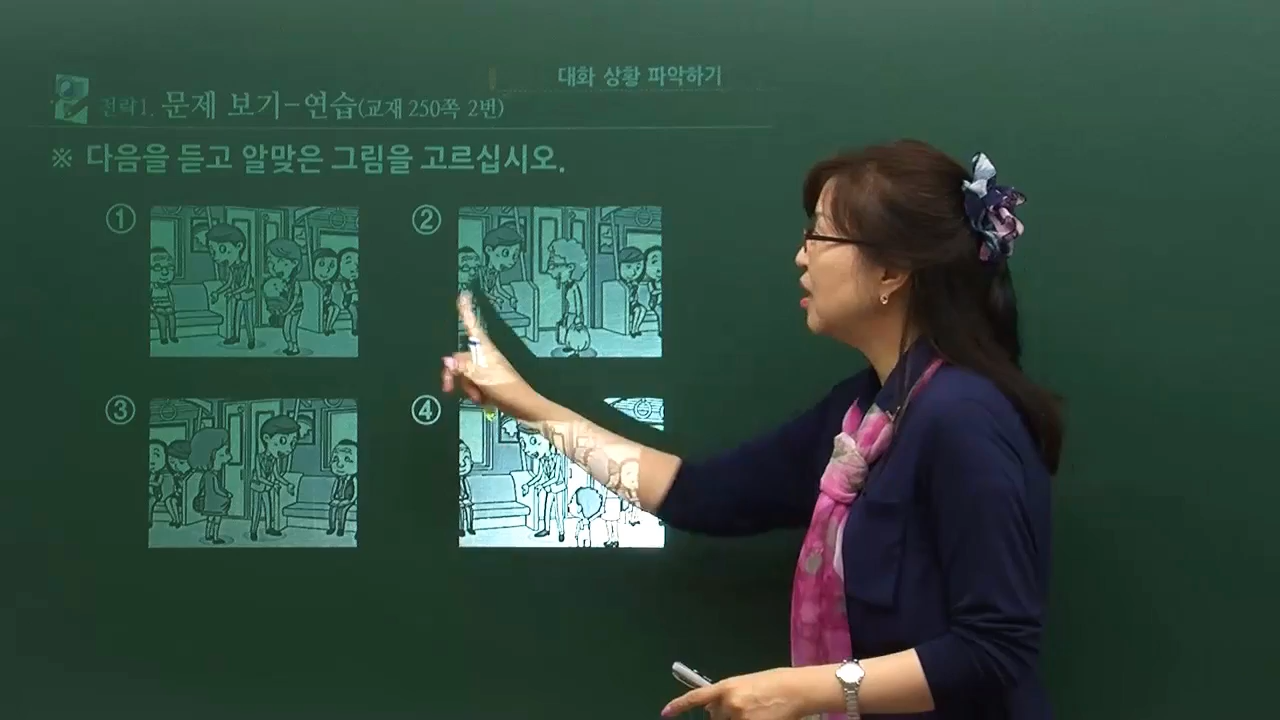 대화 상황 파악하기
전략1. 문제 보기-연습(교재 250쪽 2번)
※ 다음을 듣고 알맞은 그림을 고르십시오.
① ②
③ ④